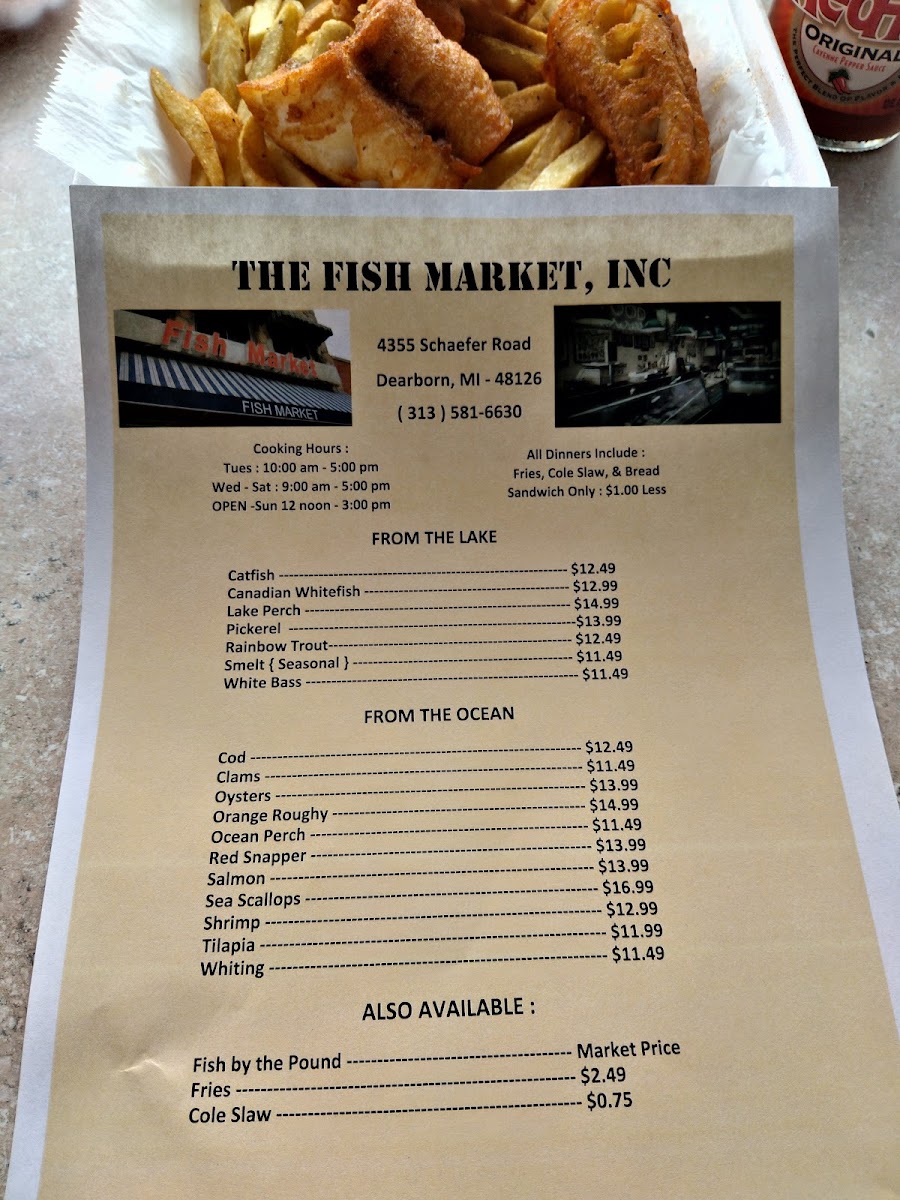 ORIGINAL
CAYENNE PEPPER SAUCE
THE FISH MARKET, INC
Fish Market
FISH MARKET
4355 Schaefer Road
Dearborn, MI - 48126
( 313 ) 581-6630
Cooking Hours :
Tues : 10:00 am - 5:00 pm
Wed - Sat : 9:00 am - 5:00 pm
OPEN -Sun 12 noon - 3:00 pm
All Dinners Include :
Fries, Cole Slaw, & Bread
Sandwich Only : $1.00 Less
FROM THE LAKE
Catfish ---------------------------------------------------------- $12.49
Canadian Whitefish ----------------------------------------- $12.99
Lake Perch ------------------------------------------------------ $14.99
Pickerel ----------------------------------------------------------$13.99
Rainbow Trout------------------------------------------------- $12.49
Smelt { Seasonal } -------------------------------------------- $11.49
White Bass ------------------------------------------------------- $11.49
FROM THE OCEAN
Cod --------------------------------------------------------------- $12.49
Clams ------------------------------------------------------------ $11.49
Oysters ----------------------------------------------------------- $13.99
Orange Roughy ------------------------------------------------ $14.99
Ocean Perch ---------------------------------------------------- $11.49
Red Snapper ---------------------------------------------------- $13.99
Salmon ----------------------------------------------------------- $13.99
Sea Scallops ----------------------------------------------------- $16.99
Shrimp ------------------------------------------------------------ $12.99
Tilapia ------------------------------------------------------------- $11.99
Whiting ----------------------------------------------------------- $11.49
ALSO AVAILABLE :
Fish by the Pound ------------------------------------- Market Price
Fries -------------------------------------------------------- $2.49
Cole Slaw -------------------------------------------------- $0.75